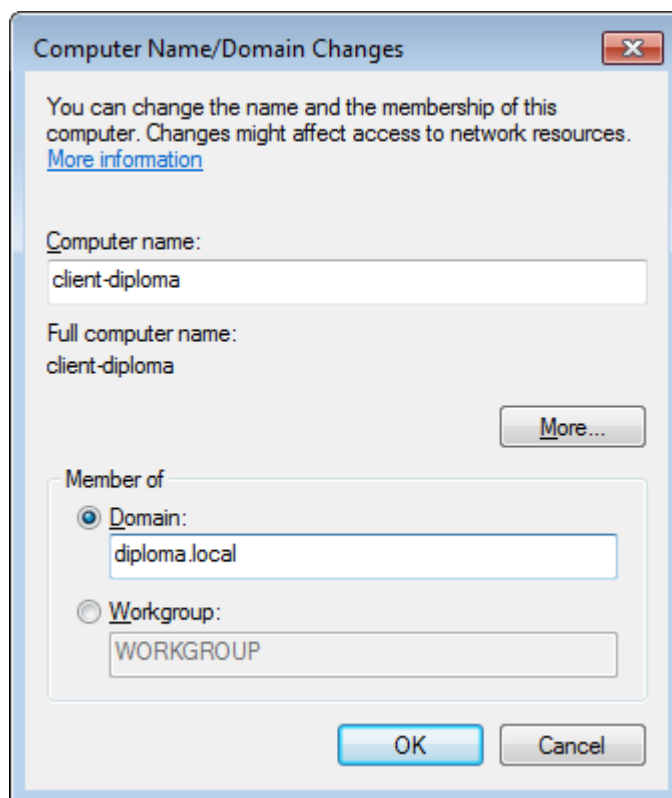 Computer Name/Domain Changes
You can change the name and the membership of this
computer. Changes might affect access to network resources.
More information
Computer name:
client-diploma
Full computer name:
client-diploma
More...
Member of
Domain:
diploma.local
Workgroup:
WORKGROUP
OK Cancel